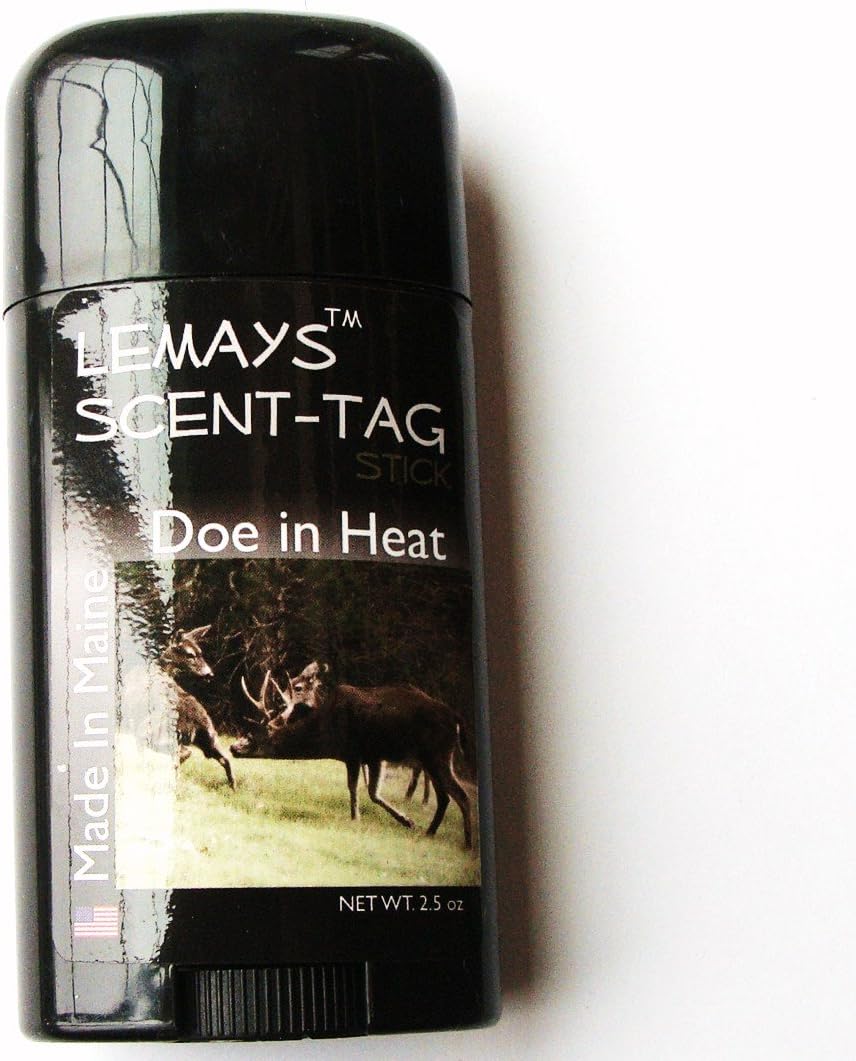 LEMAYS™
SCENT-TAG
STICK
Doe in Heat
Made In Maine
NET WT. 2.5 oz